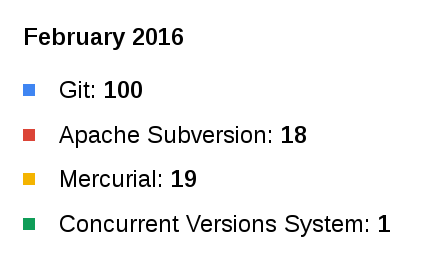 February 2016
Git: 100
Apache Subversion: 18
Mercurial: 19
Concurrent Versions System: 1